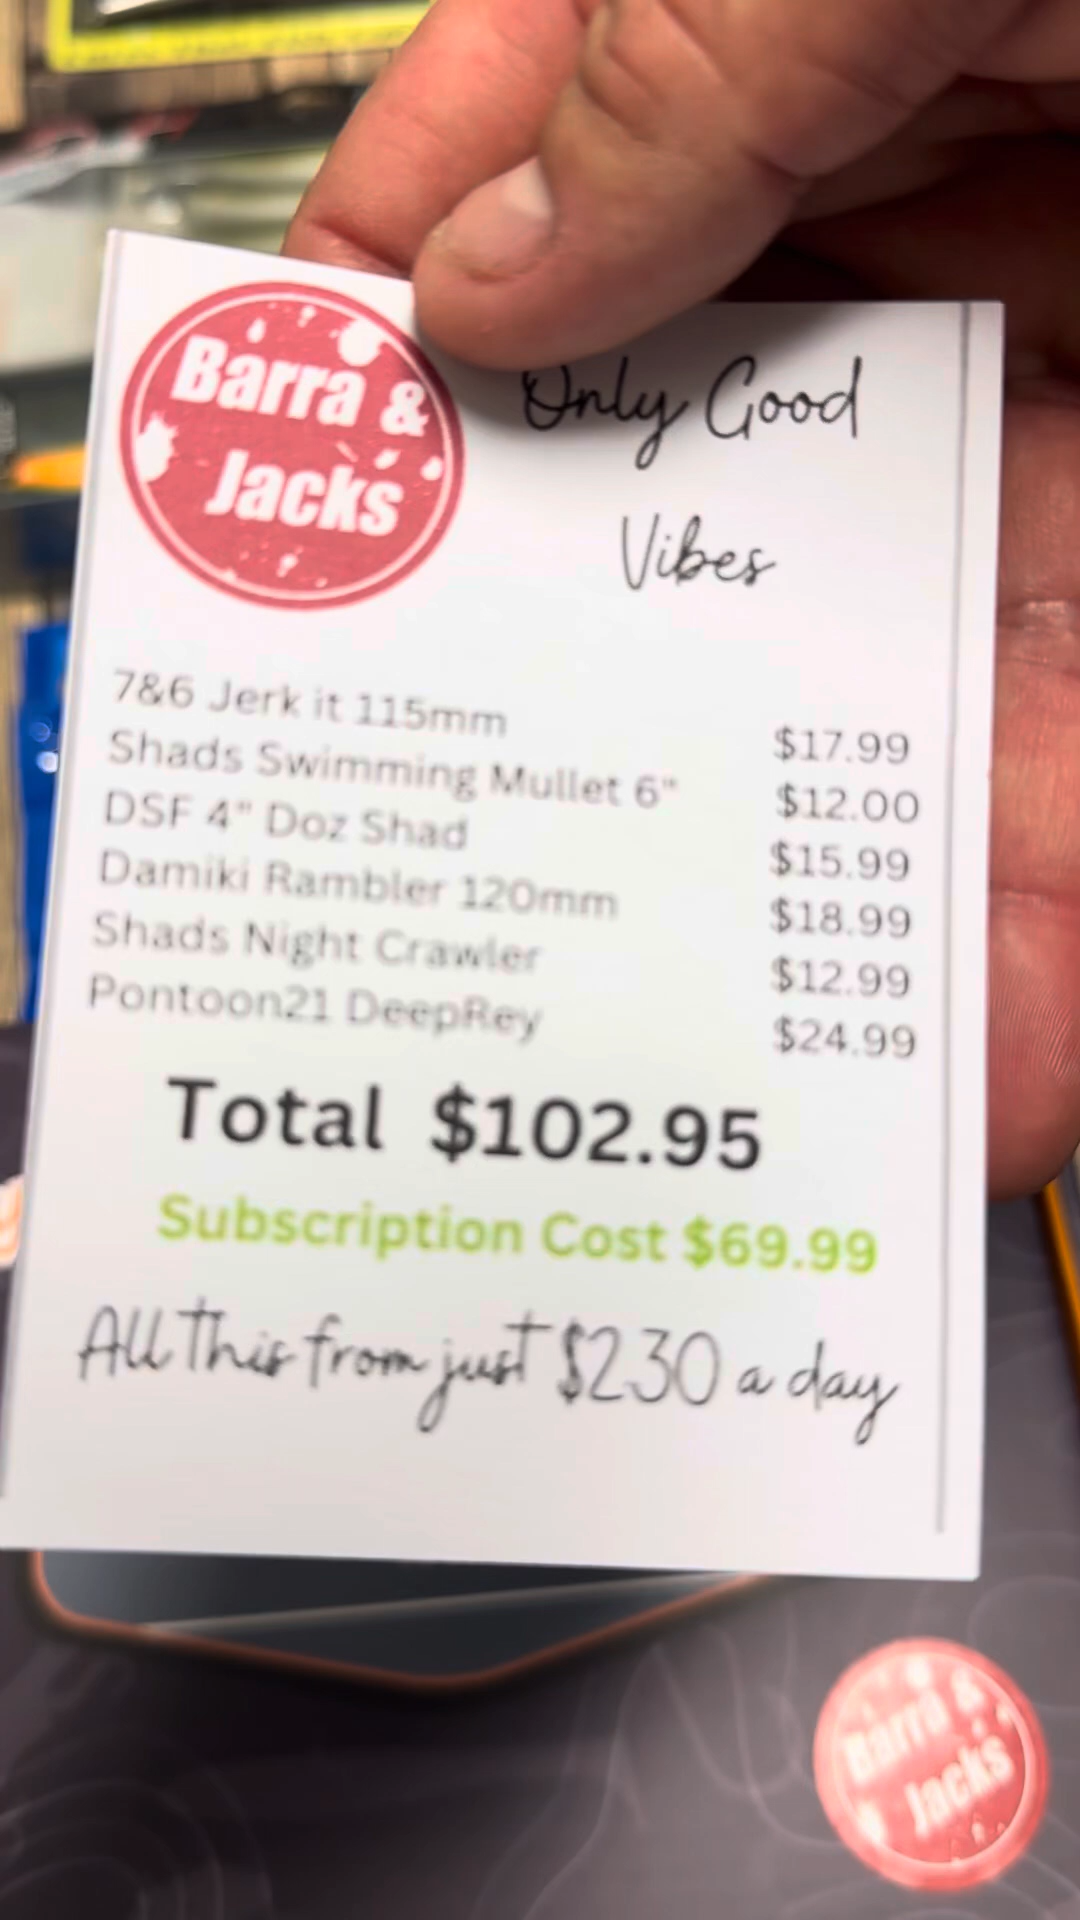 Barra &
Jacks
Only Good
Vibes
7&6 Jerk it 115mm $17.99
Shads Swimming Mullet 6" $12.00
DSF 4" Doz Shad $15.99
Damiki Rambler 120mm $18.99
Shads Night Crawler $12.99
Pontoon21 DeepRey $24.99
Total $102.95
Subscription Cost $69.99
All this from just $2.30 a day
Barra &
Jacks